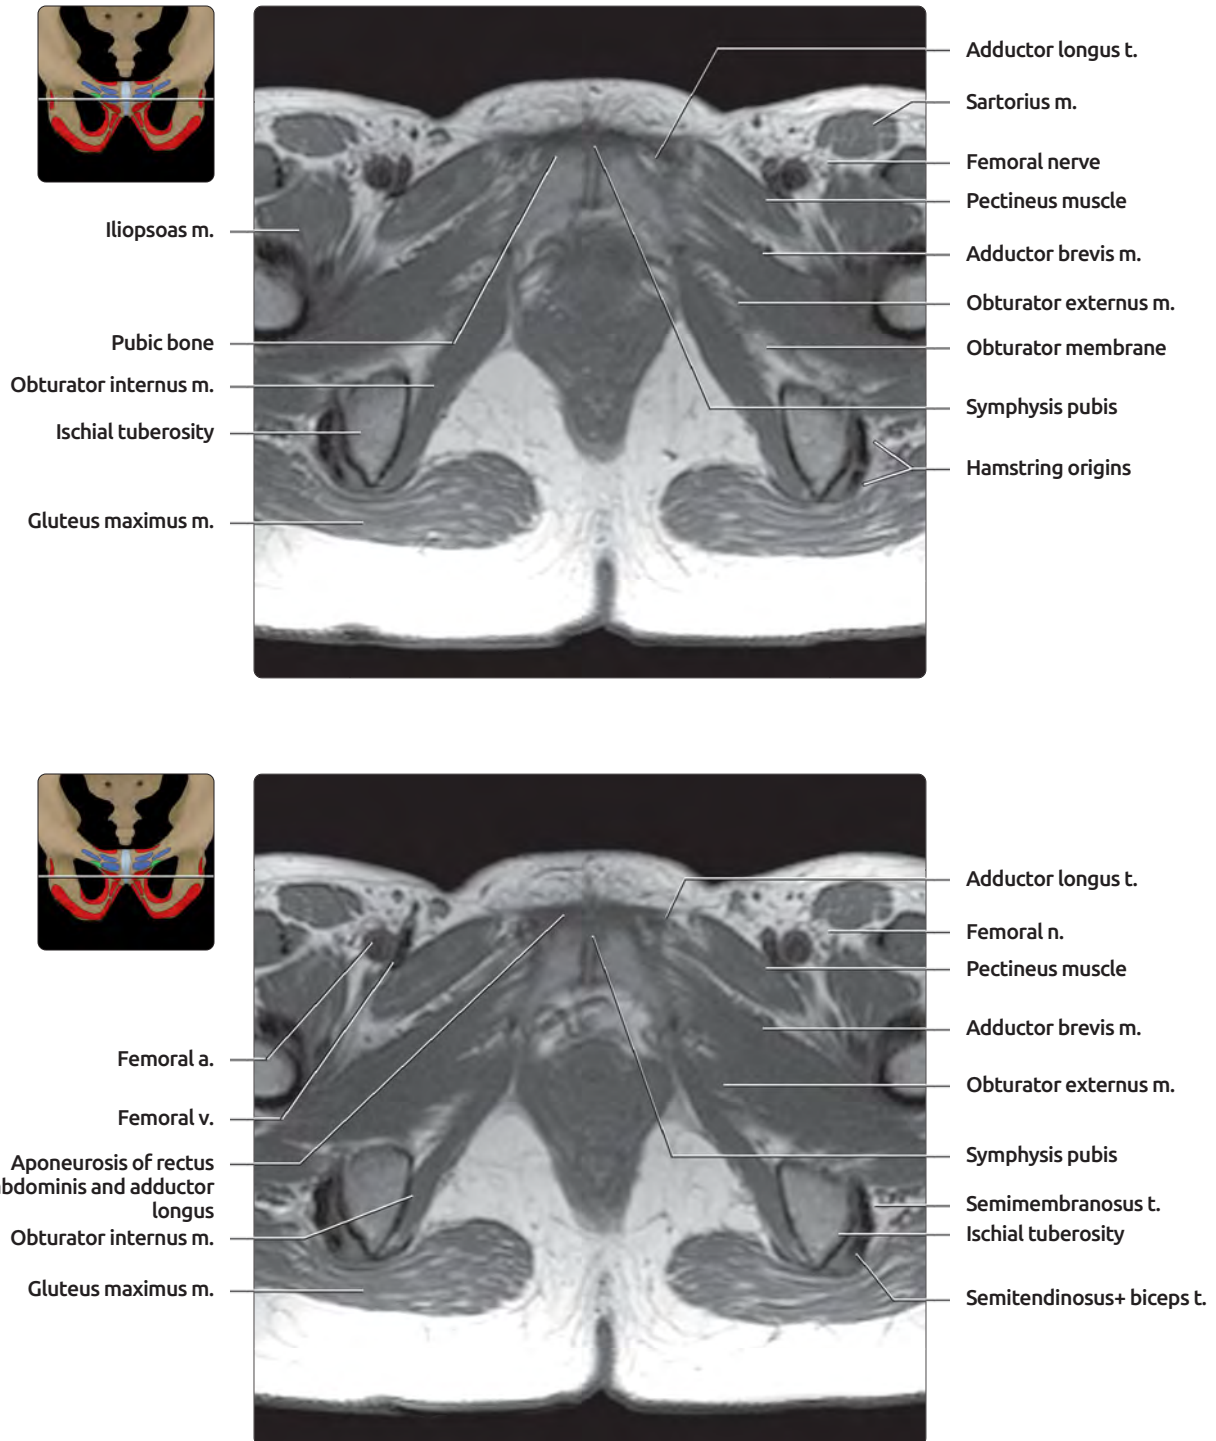 Adductor longus t.
Sartorius m.
Femoral nerve
Pectineus muscle
Iliopsoas m.
Adductor brevis m.
Obturator externus m.
Pubic bone
Obturator membrane
Obturator internus m.
Symphysis pubis
Ischial tuberosity
Hamstring origins
Gluteus maximus m.
Adductor longus t.
Femoral n.
Pectineus muscle
Adductor brevis m.
Femoral a.
Obturator externus m.
Femoral v.
Symphysis pubis
Aponeurosis of rectus
abdominis and adductor
longus
Semimembranosus t.
Ischial tuberosity
Obturator internus m.
Gluteus maximus m.
Semitendinosus+ biceps t.